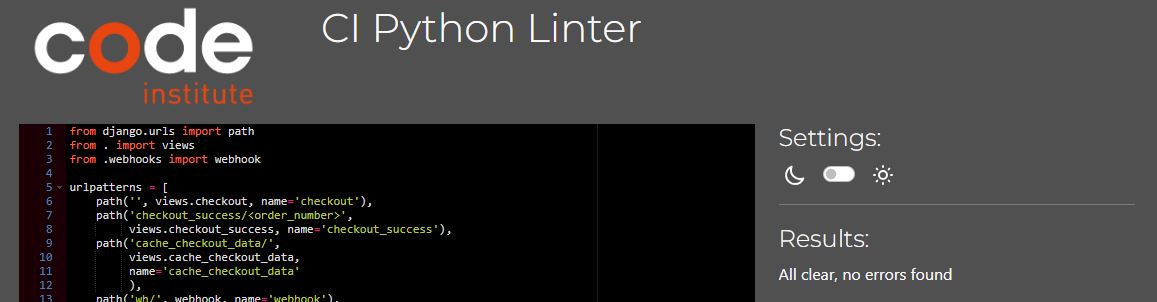 code
institute
CI Python Linter
1 from django.urls import path
2 from . import views
3 from .webhooks import webhook
4
5 urlpatterns = [
6     path('', views.checkout, name='checkout'),
7     path('checkout_success/<order_number>',
8          views.checkout_success, name='checkout_success'),
9     path('cache_checkout_data/',
10         views.cache_checkout_data,
11         name='cache_checkout_data'
12         ),
13    path('wh/', webhook, name='webhook'),
Settings:
Results:
All clear, no errors found